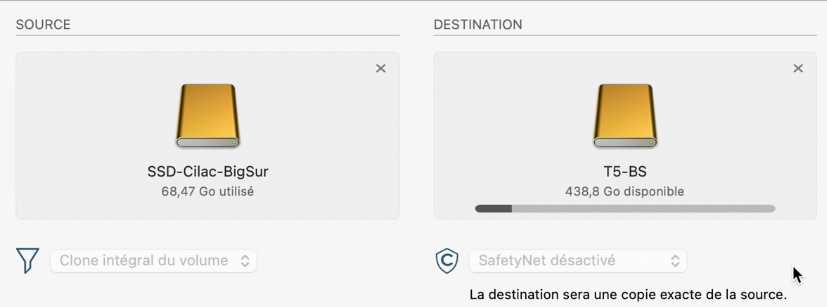 SOURCE
DESTINATION
SSD-Cilac-BigSur
68,47 Go utilisé
T5-BS
438,8 Go disponible
Clone intégral du volume
SafetyNet désactivé
La destination sera une copie exacte de la source.